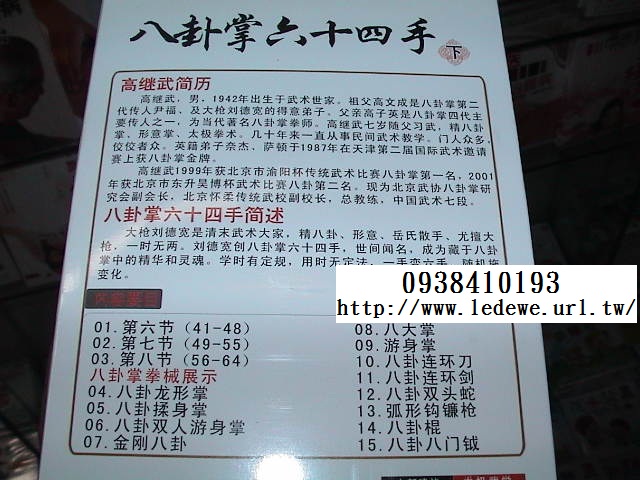 八卦掌六十四手 下
高继武简历
高继武，男，1942年出生于武术世家。祖父高文成是八卦掌第二
代传人尹福、及大枪刘德宽的得意弟子。父亲高子英是八卦掌四代主
要传人之一，为当代著名八卦掌拳师。高继武七岁随父习武，精八卦
掌、形意掌、太极拳术。几十年来一直从事民间武术教学。门人众多，
佼佼者众。英籍弟子奈杰、萨顿于1987年在天津第二届国际武术邀请
赛上获八卦掌金牌。
高继武1999年获北京市渝阳杯传统武术比赛八卦掌第一名，2001
年获北京市东升昊博杯武术比赛八卦第二名。现为北京武协八卦掌研
究会副会长，北京怀柔传统武校副校长，总教练，中国武术七段。
八卦掌六十四手简述
大枪刘德宽是清末武术大家，精八卦、形意、岳氏散手、尤擅大
枪，一时无两。刘德宽创八卦掌六十四手，世间闻名，成为藏于八卦
掌中的精华和灵魂。学时有定规，用时无定法，一手变六手，随机施
变化。
0938410193
http://www.ledewe.url.tw/
01.第六节（41-48）
02.第七节（49-55）
03.第八节（56-64）
八卦掌拳械展示
04.八卦龙形掌
05.八卦揉身掌
06.八卦双人游身掌
07.金刚八卦
08.八大掌
09.游身掌
10.八卦连环刀
11.八卦连环剑
12.八卦双头蛇
13.弧形钩镰枪
14.八卦棍
15.八卦八门钺